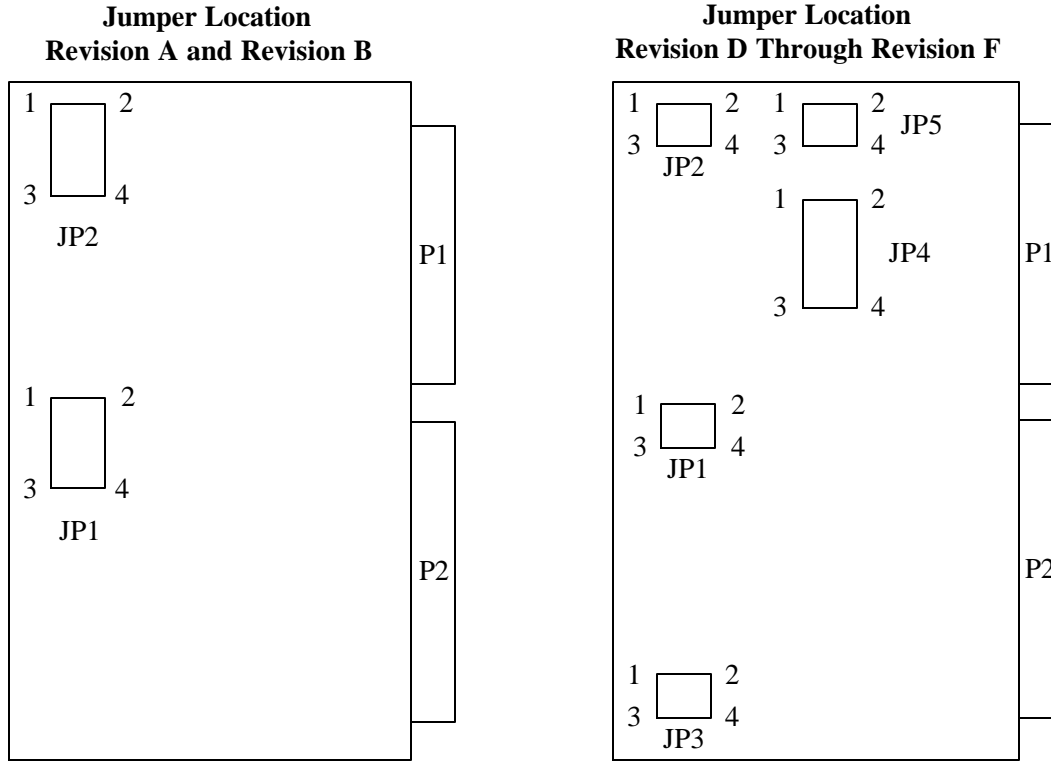 Jumper Location
Revision A and Revision B
1 2
3 4
JP2
P1
1 2
3 4
JP1
P2
Jumper Location
Revision D Through Revision F
1 2 1 2
JP5
3 4 3 4
JP2
1 2
JP4
P1
3 4
1 2
3 4
JP1
P2
1 2
3 4
JP3